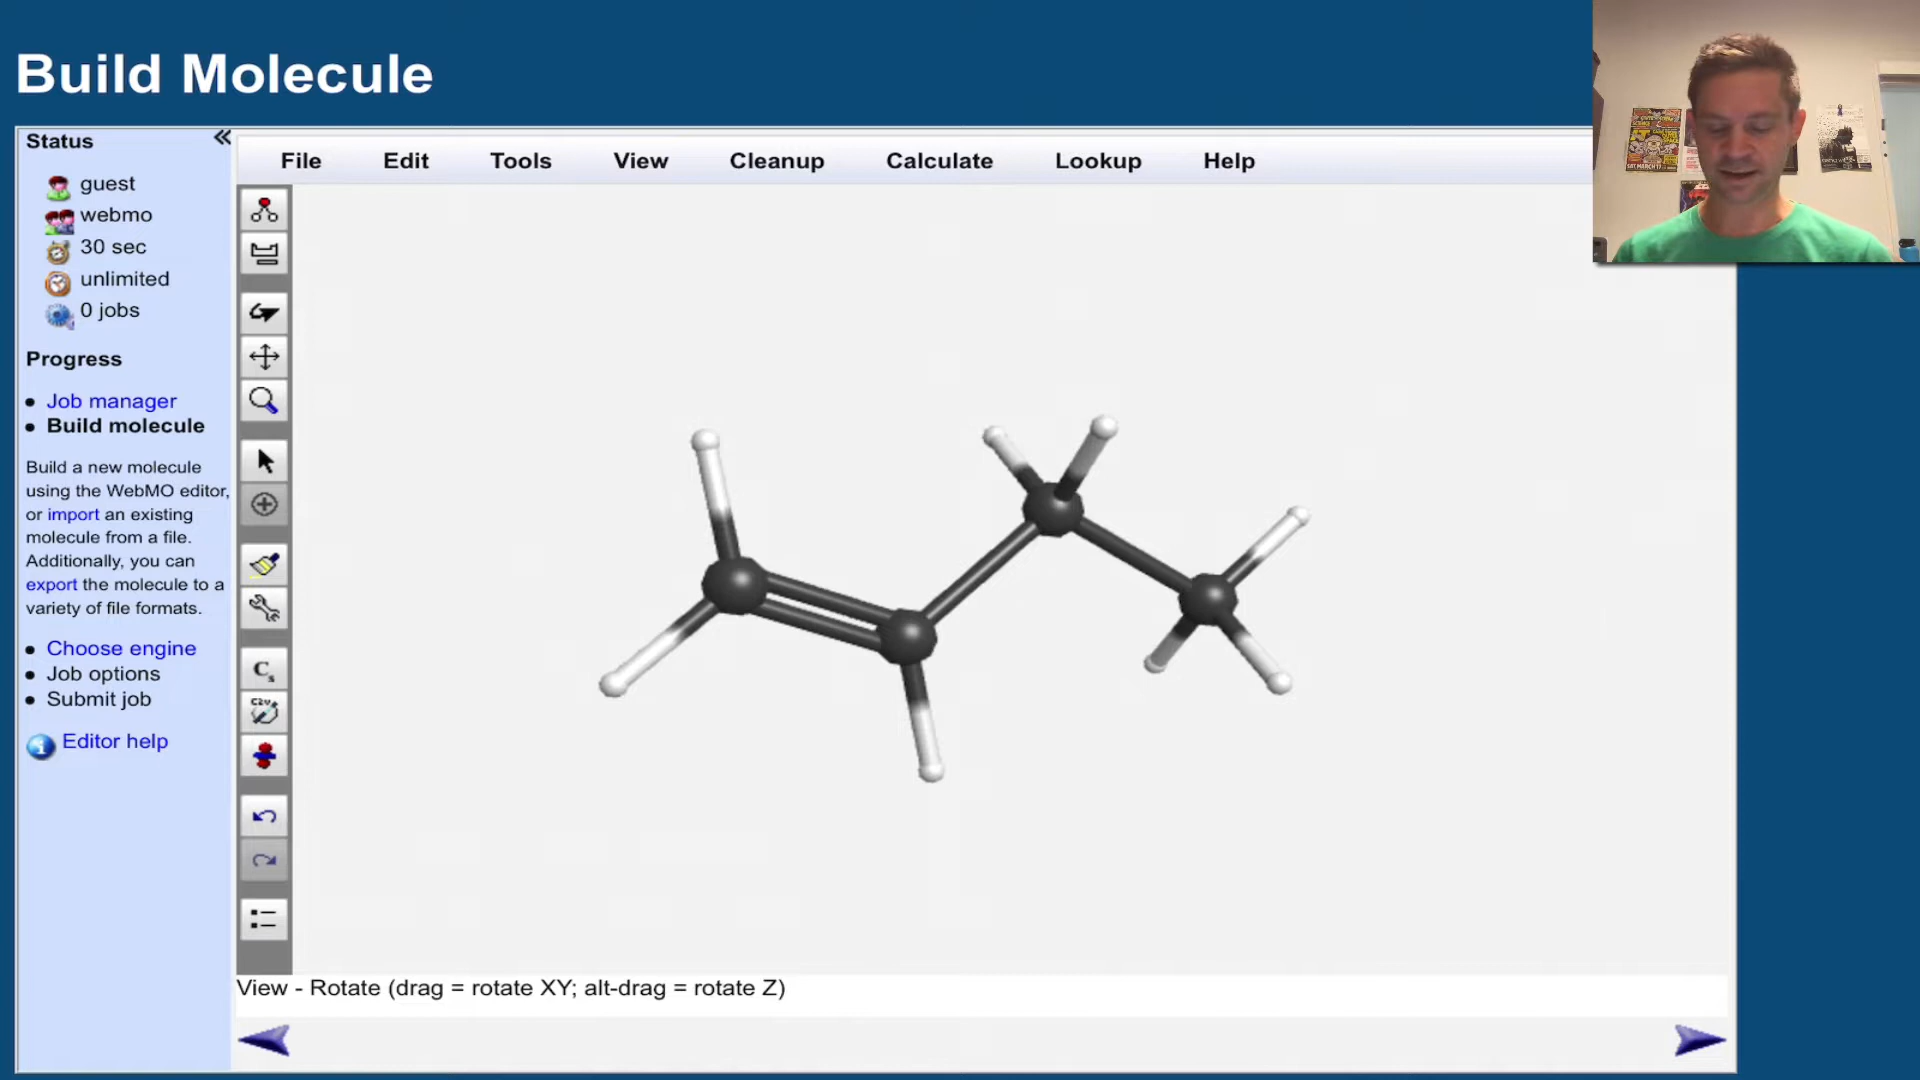 Build Molecule
Status
guest
webmo
30 sec
unlimited
0 jobs
Progress
Job manager
Build molecule
Build a new molecule
using the WebMO editor,
or import an existing
molecule from a file.
Additionally, you can
export the molecule to a
variety of file formats.
Choose engine
Job options
Submit job
Editor help
File Edit Tools View Cleanup Calculate Lookup Help
Cs
C2v
View - Rotate (drag = rotate XY; alt-drag = rotate Z)